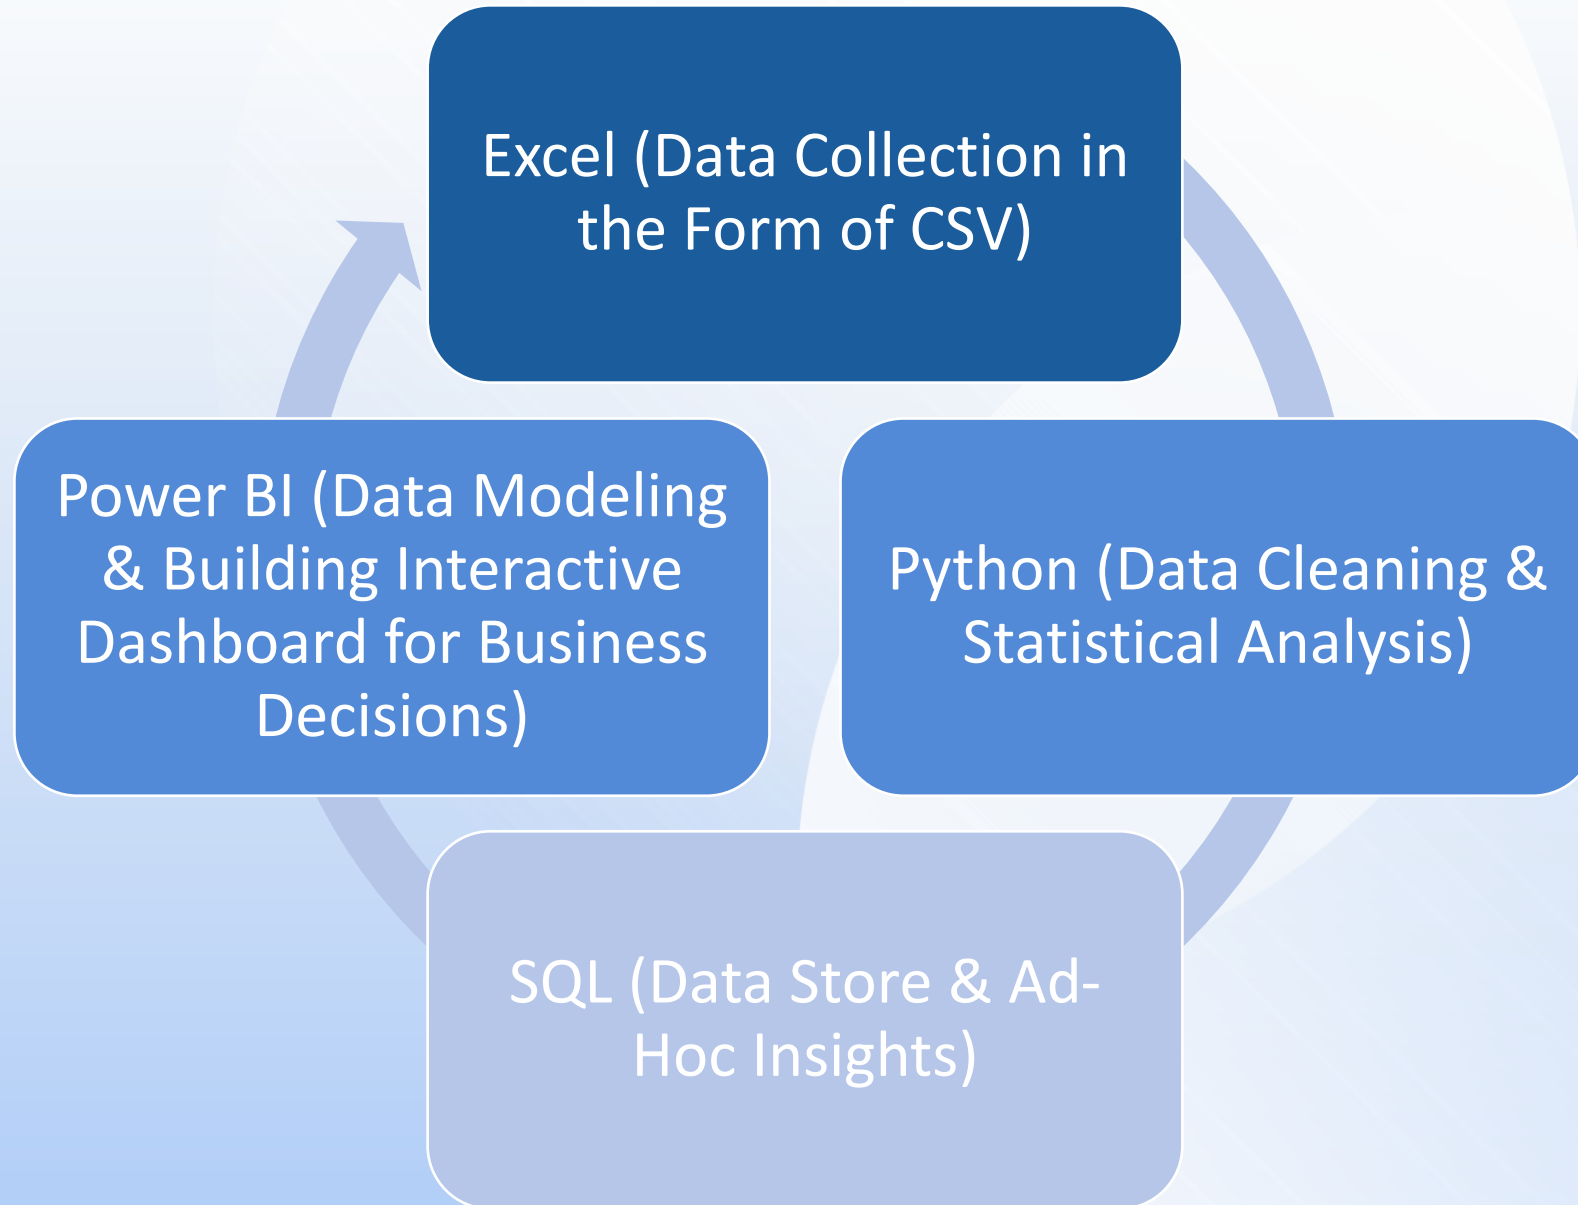 Excel (Data Collection in
the Form of CSV)
Power BI (Data Modeling
& Building Interactive
Dashboard for Business
Decisions)
Python (Data Cleaning &
Statistical Analysis)
SQL (Data Store & Ad-
Hoc Insights)